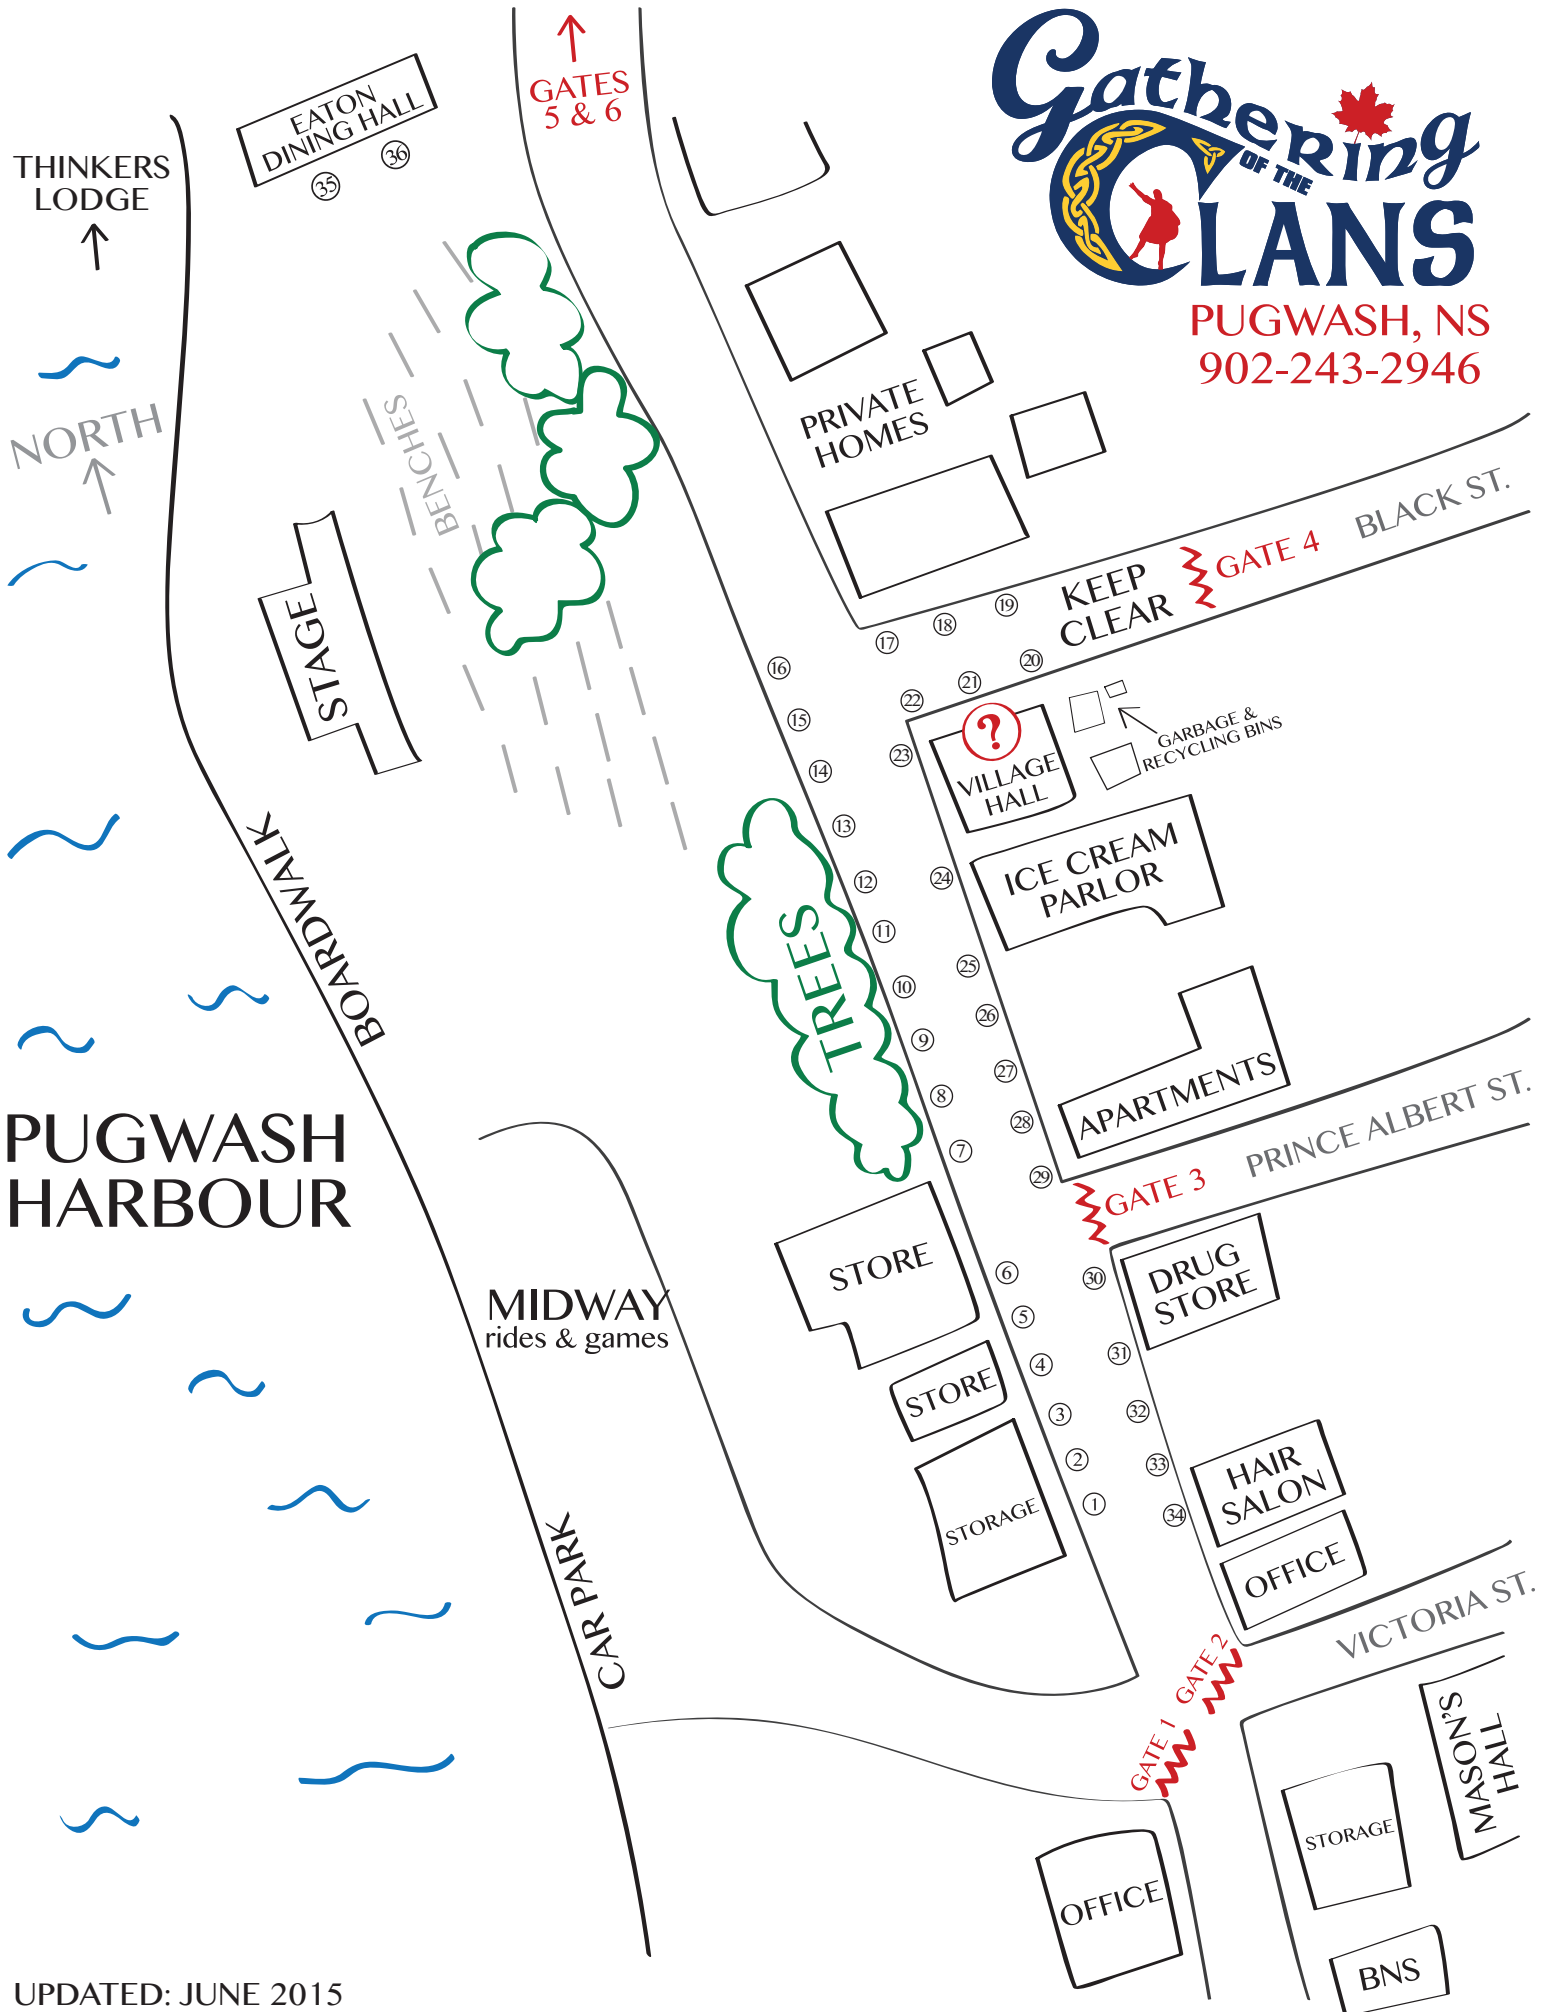 Gathering
OF THE
CLANS
PUGWASH, NS
902-243-2946
GATES
5 & 6
EATON
DINING HALL
36
35
THINKERS
LODGE
NORTH
BENCHES
PRIVATE
HOMES
BLACK ST.
GATE 4
KEEP
CLEAR
STAGE
19
18
17
16
20
21
22
15
23
14
?
VILLAGE
HALL
GARBAGE &
RECYCLING BINS
13
12
24
ICE CREAM
PARLOR
11
25
10
26
9
27
8
28
7
29
TREES
BOARDWALK
APARTMENTS
PRINCE ALBERT ST.
GATE 3
PUGWASH
HARBOUR
MIDWAY
rides & games
STORE
6
30
DRUG
STORE
5
31
4
STORE
3
32
2
33
HAIR
SALON
1
34
STORAGE
OFFICE
CAR PARK
VICTORIA ST.
GATE 2
GATE 1
MASON'S
HALL
STORAGE
OFFICE
BNS
UPDATED: JUNE 2015